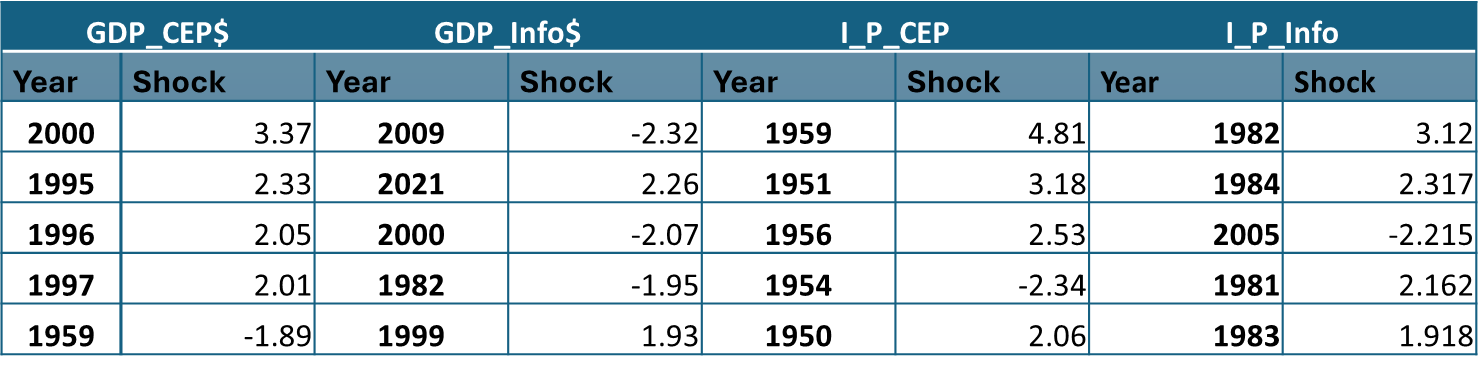 GDP_CEP$ GDP_Info$ I_P_CEP I_P_Info
Year Shock Year Shock Year Shock Year Shock
2000 3.37 2009 -2.32 1959 4.81 1982 3.12
1995 2.33 2021 2.26 1951 3.18 1984 2.317
1996 2.05 2000 -2.07 1956 2.53 2005 -2.215
1997 2.01 1982 -1.95 1954 -2.34 1981 2.162
1959 -1.89 1999 1.93 1950 2.06 1983 1.918